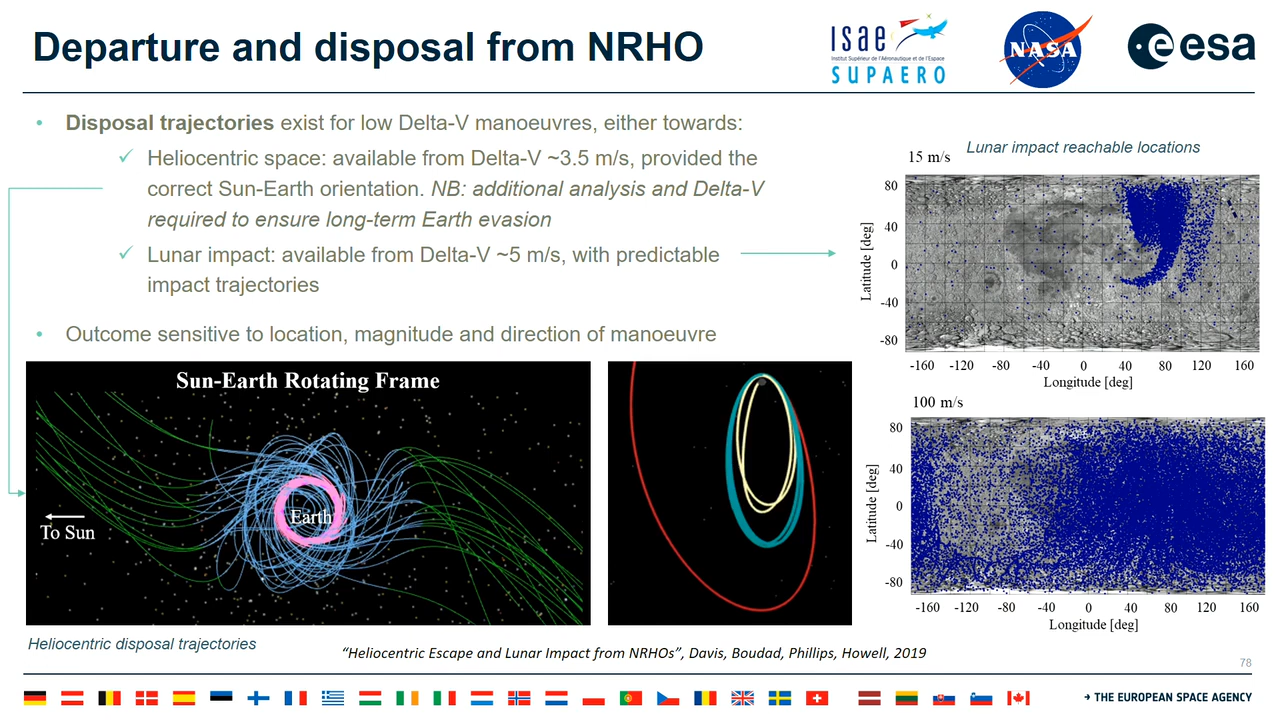 Departure and disposal from NRHO
isae
Institut Supérieur de l'Aéronautique et de l'Espace
SUPAERO
NASA
esa
• Disposal trajectories exist for low Delta-V manoeuvres, either towards:
✓ Heliocentric space: available from Delta-V ~3.5 m/s, provided the
correct Sun-Earth orientation. NB: additional analysis and Delta-V
required to ensure long-term Earth evasion
✓ Lunar impact: available from Delta-V ~5 m/s, with predictable
impact trajectories
• Outcome sensitive to location, magnitude and direction of manoeuvre
Sun-Earth Rotating Frame
Earth
To Sun
Heliocentric disposal trajectories
15 m/s
Lunar impact reachable locations
80
40
0
-40
-80
Latitude [deg]
-160 -120 -80 -40 0 40 80 120 160
Longitude [deg]
100 m/s
80
40
0
-40
-80
Latitude [deg]
-160 -120 -80 -40 0 40 80 120 160
Longitude [deg]
"Heliocentric Escape and Lunar Impact from NRHOs", Davis, Boudad, Phillips, Howell, 2019
78
→ THE EUROPEAN SPACE AGENCY